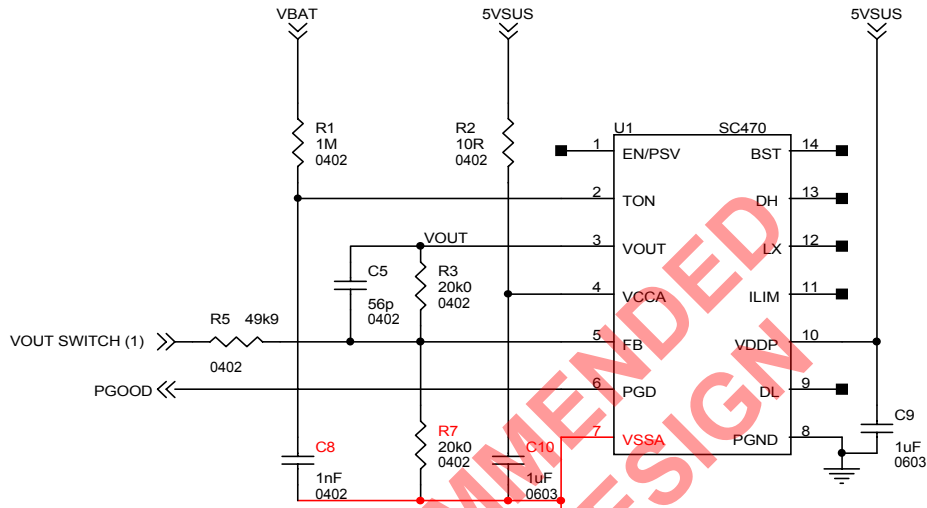 VBAT
5VSUS
5VSUS
R1
1M
0402
R2
10R
0402
U1
SC470
1
EN/PSV
BST
14
2
TON
DH
13
VOUT
3
VOUT
LX
12
C5
56p
0402
R3
20k0
0402
4
VCCA
ILIM
11
R5 49k9
0402
VOUT SWITCH (1)
5
FB
VDDP
10
PGOOD
6
PGD
DL
9
R7
20k0
0402
7
VSSA
PGND
8
C9
1uF
0603
C8
1nF
0402
C10
1uF
0603
MMENDED
ESIGN